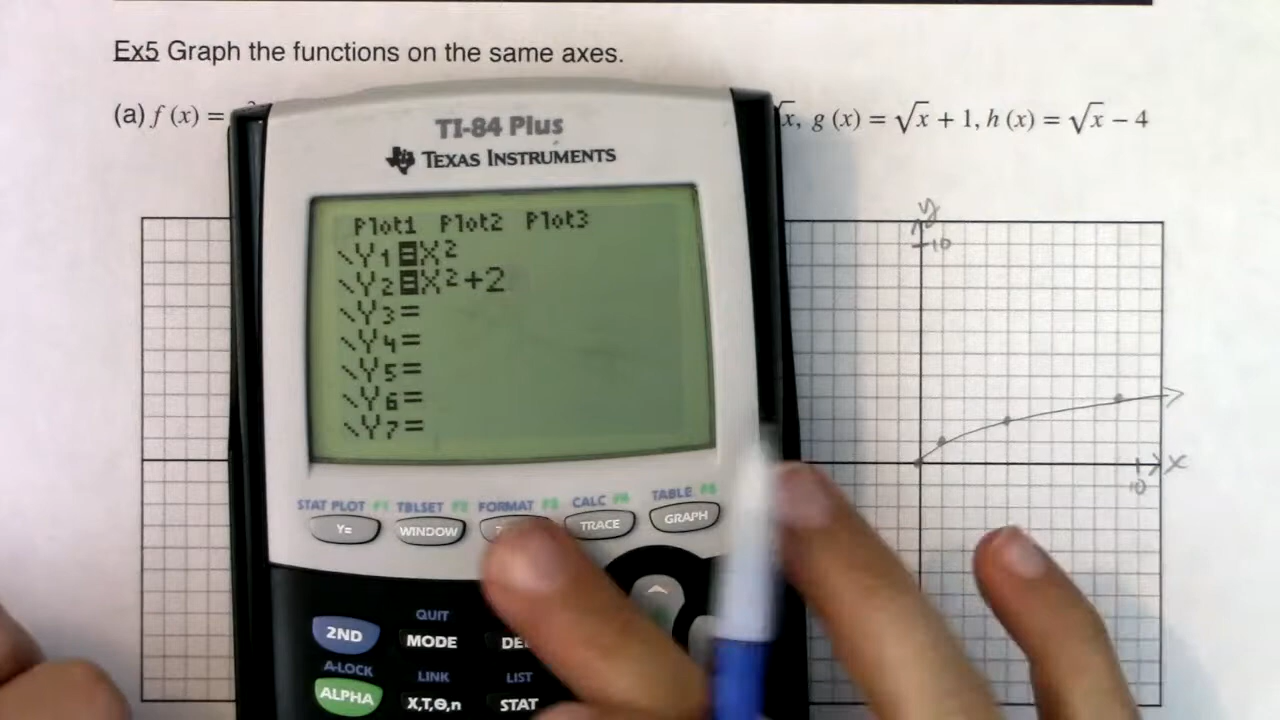 Ex5 Graph the functions on the same axes.
(a) f (x) =
x, g (x) = √x + 1, h (x) = √x − 4
TI-84 Plus
TEXAS INSTRUMENTS
Plot1 Plot2 Plot3
\Y1=X²
\Y2=X²+2
\Y3=
\Y4=
\Y5=
\Y6=
\Y7=
y
10
x
10
STAT PLOT F1 TBLSET F2 FORMAT F3 CALC F4 TABLE F5
Y= WINDOW TRACE GRAPH
QUIT
2ND MODE DEL
A-LOCK LINK LIST
ALPHA X,T,Θ,n STAT